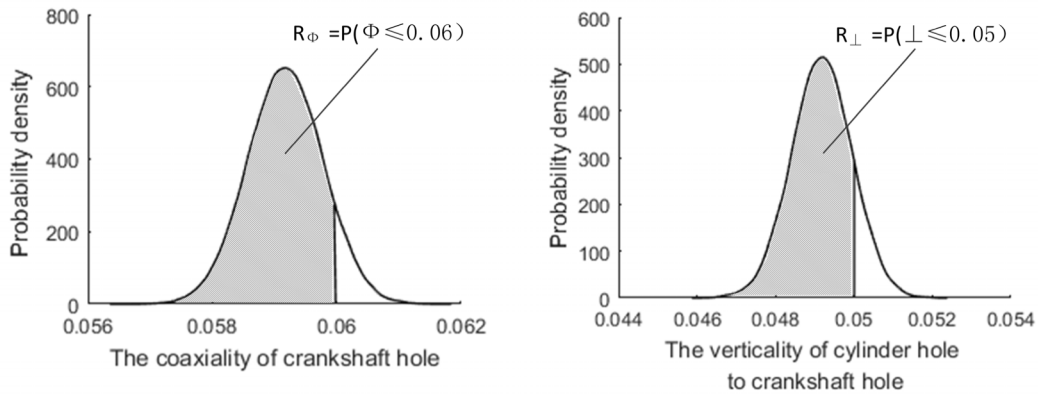 800
600
400
200
0
0.056 0.058 0.06 0.062
Probability density
RΦ =P(Φ≤0.06)
The coaxiality of crankshaft hole
600
500
400
300
200
100
0
0.044 0.046 0.048 0.05 0.052 0.054
Probability density
R⊥ =P(⊥≤0.05)
The verticality of cylinder hole
to crankshaft hole